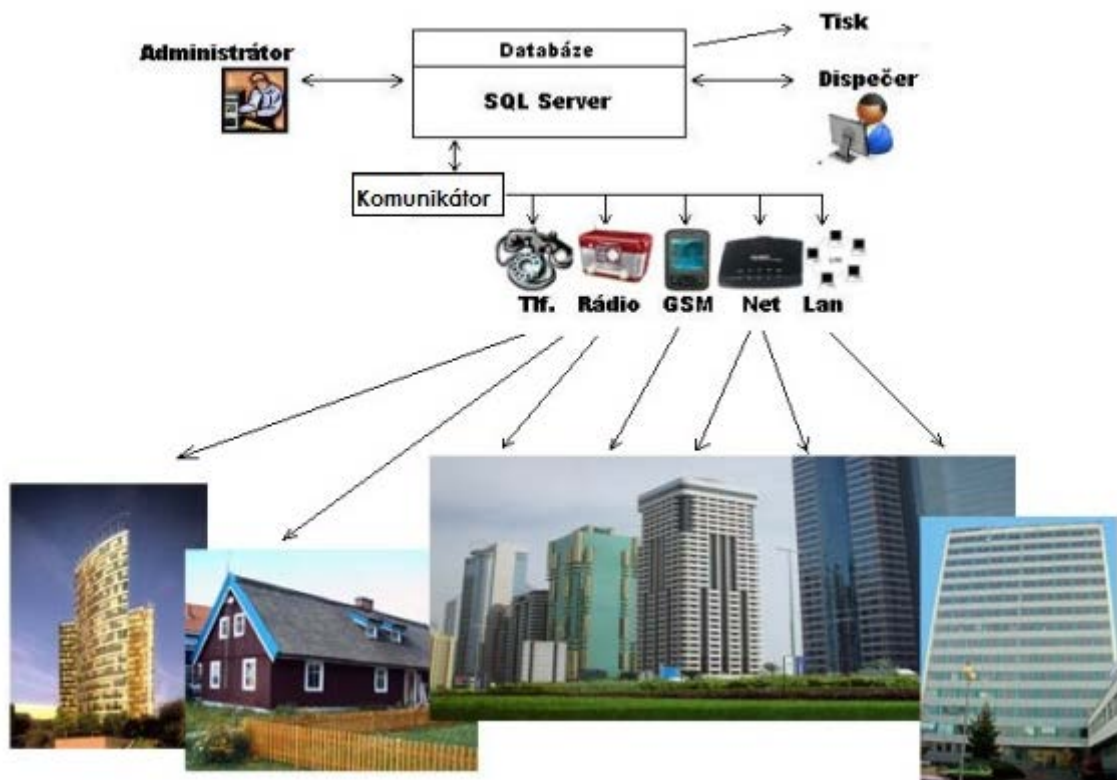 Tisk
Administrátor
Databáze
SQL Server
Dispečer
Komunikátor
Tlf. Rádio GSM Net Lan